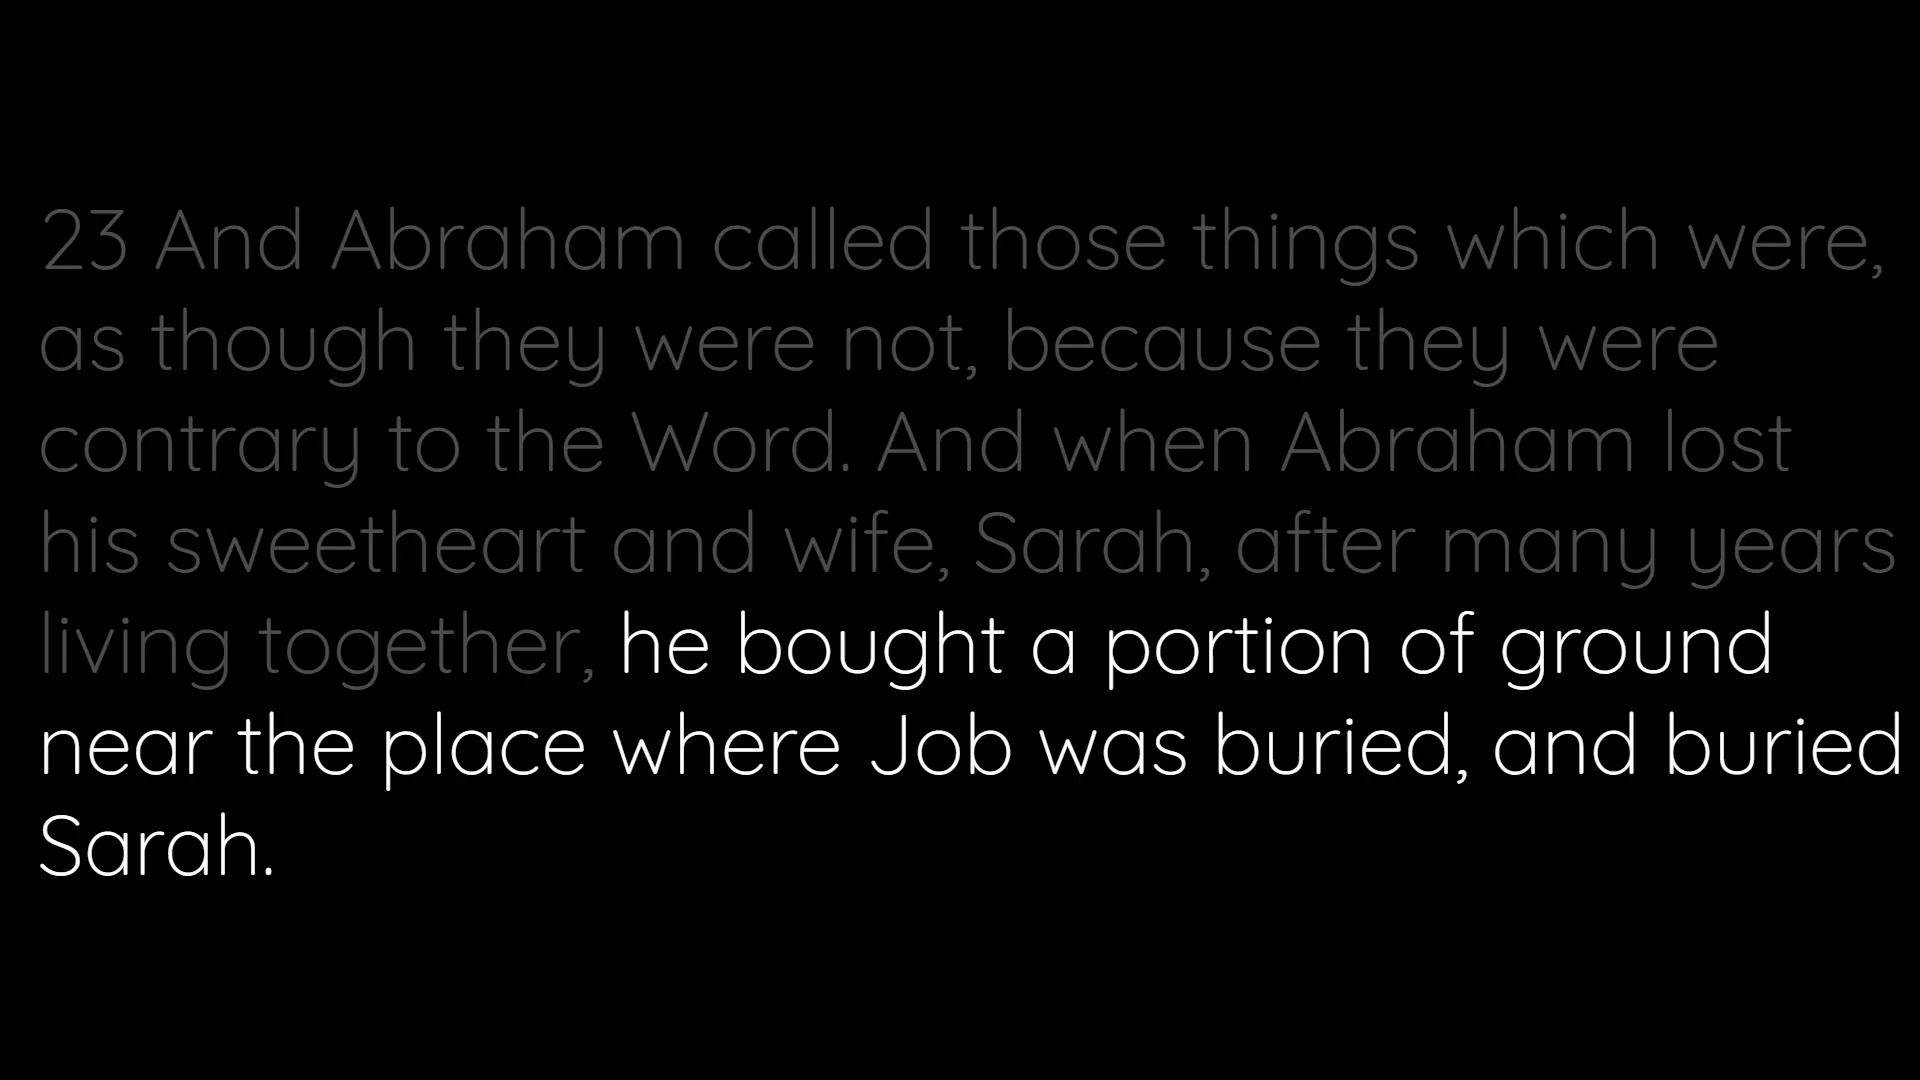 23 And Abraham called those things which were,
as though they were not, because they were
contrary to the Word. And when Abraham lost
his sweetheart and wife, Sarah, after many years
living together, he bought a portion of ground
near the place where Job was buried, and buried
Sarah.